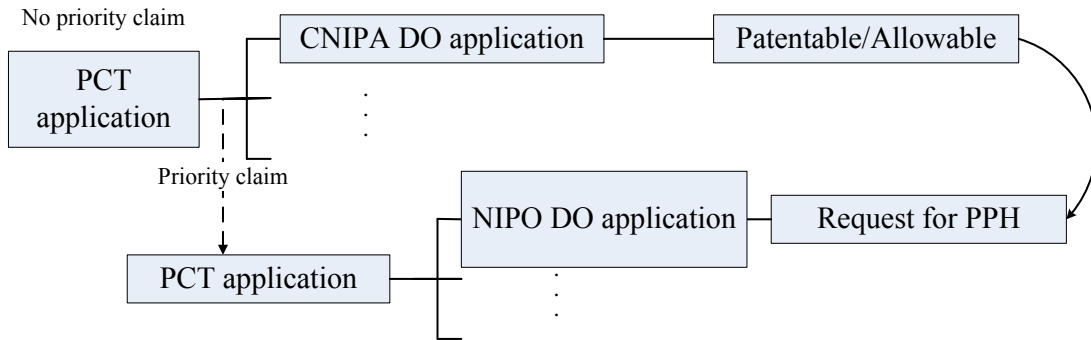 No priority claim
PCT
application
CNIPA DO application
Patentable/Allowable
Priority claim
NIPO DO application
Request for PPH
PCT application